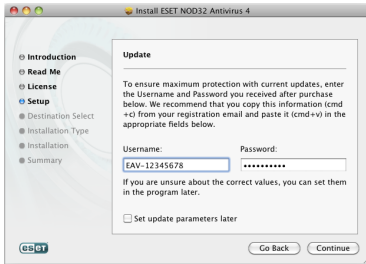 Install ESET NOD32 Antivirus 4
Introduction
Read Me
License
Setup
Destination Select
Installation Type
Installation
Summary
Update
To ensure maximum protection with current updates, enter
the Username and Password you received after purchase
below. We recommend that you copy this information (cmd
+c) from your registration email and paste it (cmd+v) in the
appropriate fields below.
Username: Password:
EAV-12345678 ••••••••••
If you are unsure about the correct values, you can set them
in the program later.
Set update parameters later
eset
Go Back Continue